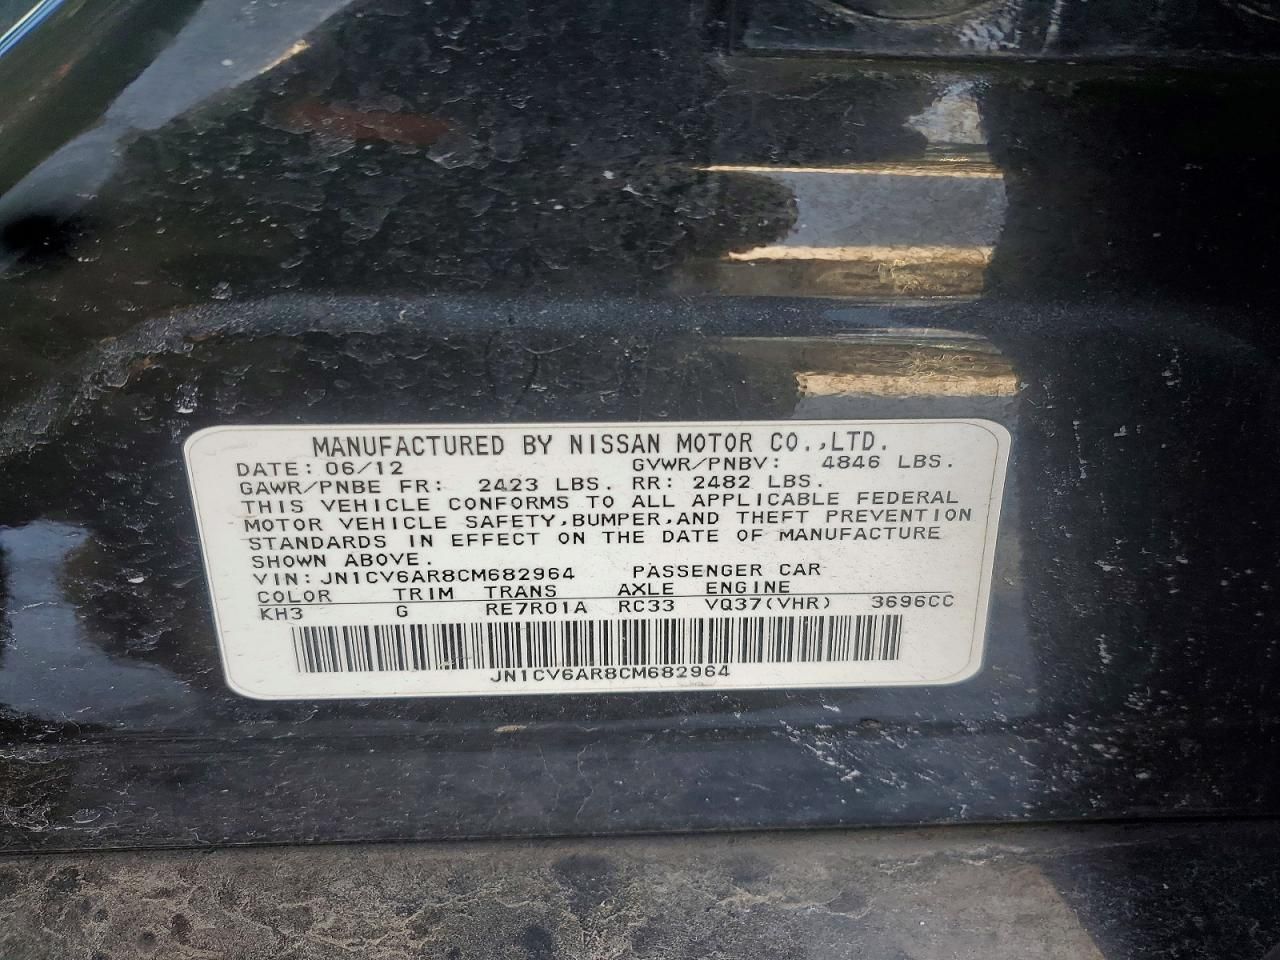 MANUFACTURED BY NISSAN MOTOR CO.,LTD.
DATE: 06/12 GVWR/PNBV: 4846 LBS.
GAWR/PNBE FR: 2423 LBS. RR: 2482 LBS.
THIS VEHICLE CONFORMS TO ALL APPLICABLE FEDERAL
MOTOR VEHICLE SAFETY,BUMPER,AND THEFT PREVENTION
STANDARDS IN EFFECT ON THE DATE OF MANUFACTURE
SHOWN ABOVE.
VIN: JN1CV6AR8CM682964 PASSENGER CAR
COLOR TRIM TRANS AXLE ENGINE
KH3 G RE7R01A RC33 VQ37(VHR) 3696CC
JN1CV6AR8CM682964